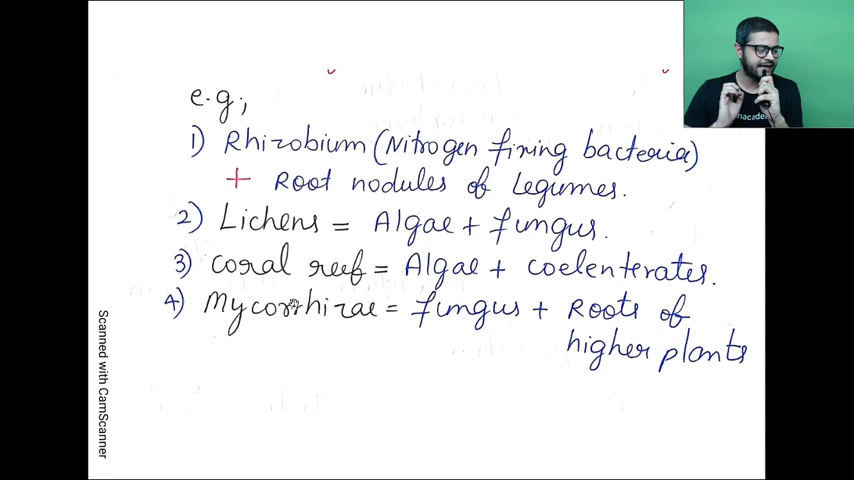 e.g;
1) Rhizobium (Nitrogen fixing bacteria)
+ Root nodules of Legumes.
2) Lichens = Algae + fungus.
3) Coral reef = Algae + coelenterates.
4) Mycorrhizae = fungus + Roots of
higher plants
Scanned with CamScanner
nacade